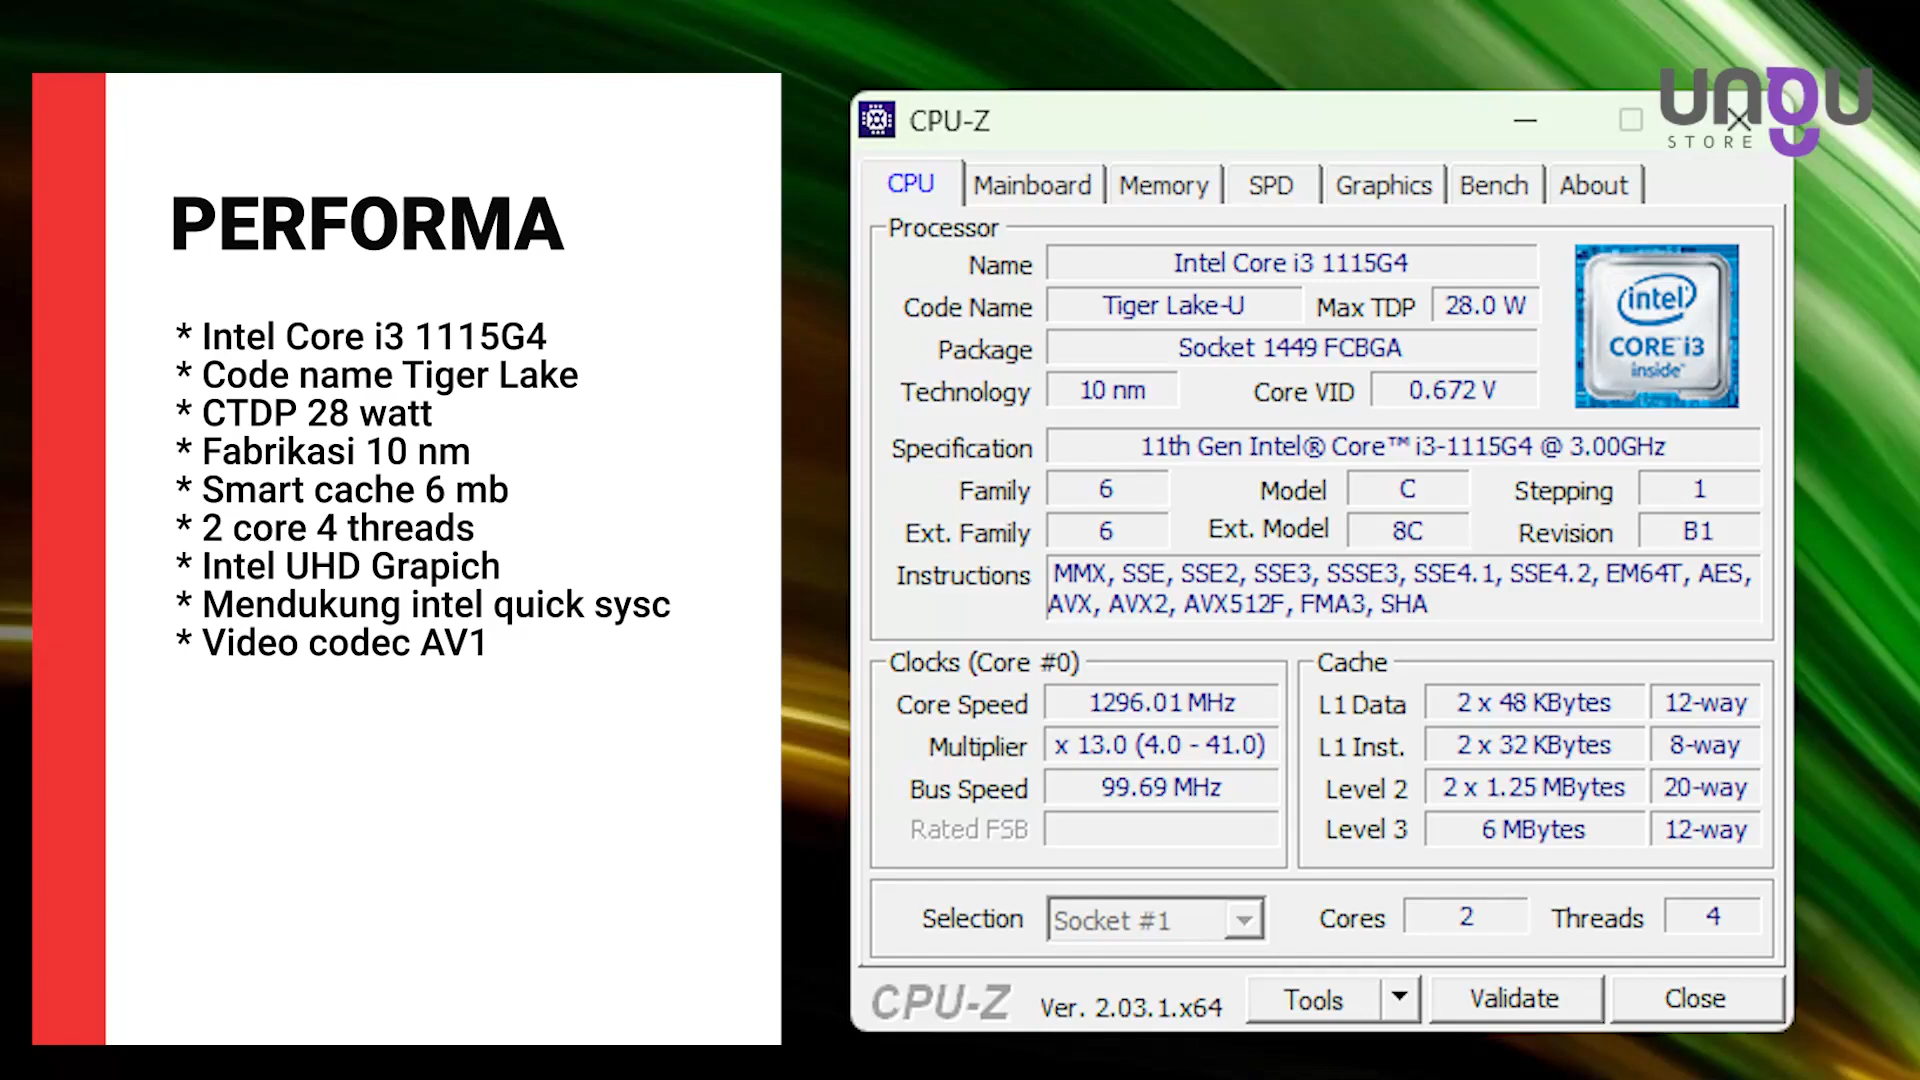 PERFORMA
* Intel Core i3 1115G4
* Code name Tiger Lake
* CTDP 28 watt
* Fabrikasi 10 nm
* Smart cache 6 mb
* 2 core 4 threads
* Intel UHD Grapich
* Mendukung intel quick sysc
* Video codec AV1
ungu
STORE
CPU-Z
CPU Mainboard Memory SPD Graphics Bench About
Processor
Name Intel Core i3 1115G4
Code Name Tiger Lake-U Max TDP 28.0 W
Package Socket 1449 FCBGA
Technology 10 nm Core VID 0.672 V
intel
CORE™ i3
inside™
Specification 11th Gen Intel® Core™ i3-1115G4 @ 3.00GHz
Family 6 Model C Stepping 1
Ext. Family 6 Ext. Model 8C Revision B1
Instructions MMX, SSE, SSE2, SSE3, SSSE3, SSE4.1, SSE4.2, EM64T, AES,
AVX, AVX2, AVX512F, FMA3, SHA
Clocks (Core #0)
Core Speed 1296.01 MHz
Multiplier x 13.0 (4.0 - 41.0)
Bus Speed 99.69 MHz
Rated FSB
Cache
L1 Data 2 x 48 KBytes 12-way
L1 Inst. 2 x 32 KBytes 8-way
Level 2 2 x 1.25 MBytes 20-way
Level 3 6 MBytes 12-way
Selection Socket #1 Cores 2 Threads 4
CPU-Z Ver. 2.03.1.x64 Tools Validate Close